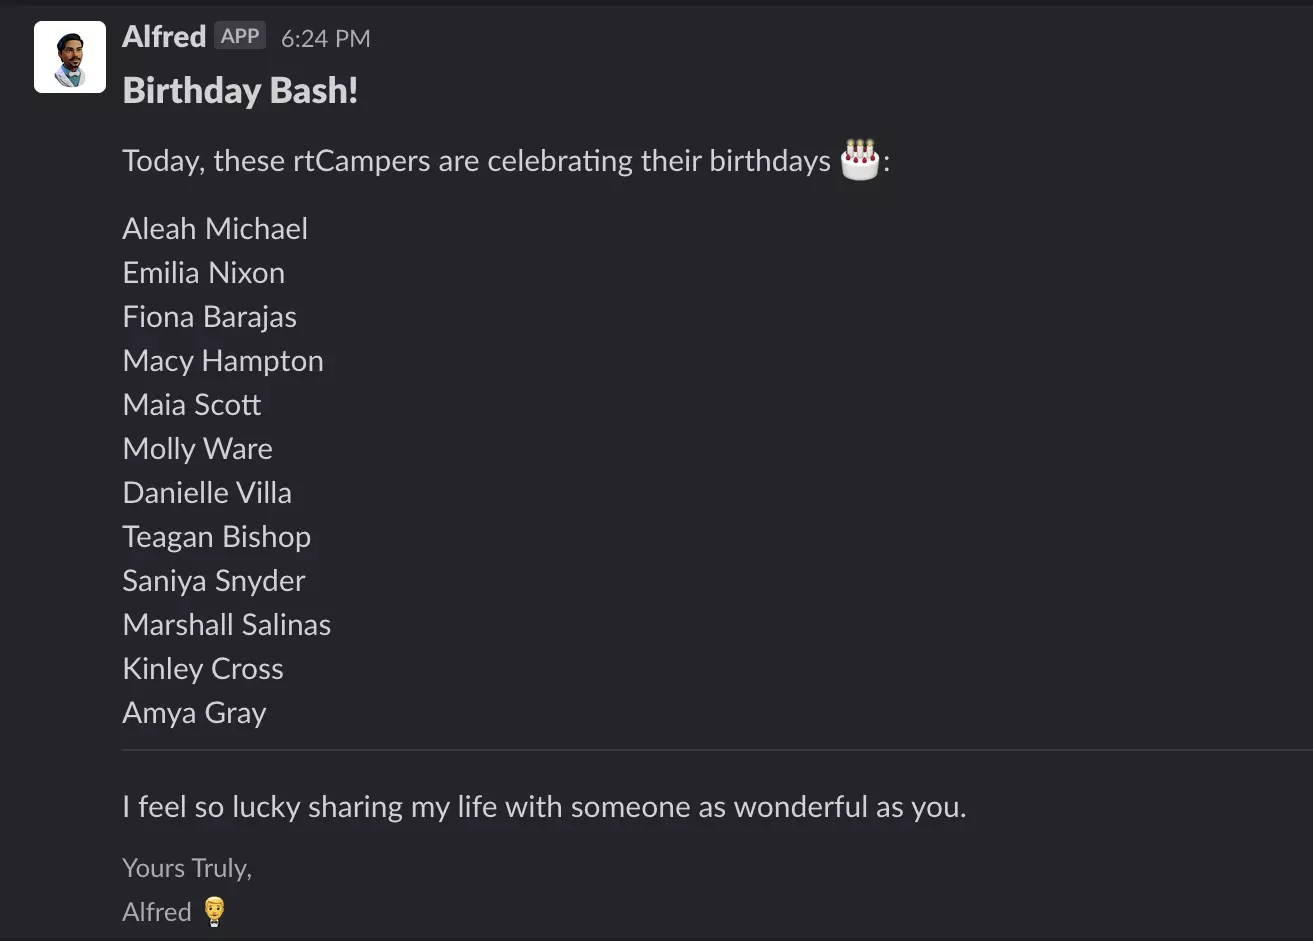 Alfred APP 6:24 PM
Birthday Bash!
Today, these rtCampers are celebrating their birthdays 🎂:
Aleah Michael
Emilia Nixon
Fiona Barajas
Macy Hampton
Maia Scott
Molly Ware
Danielle Villa
Teagan Bishop
Saniya Snyder
Marshall Salinas
Kinley Cross
Amya Gray
I feel so lucky sharing my life with someone as wonderful as you.
Yours Truly,
Alfred